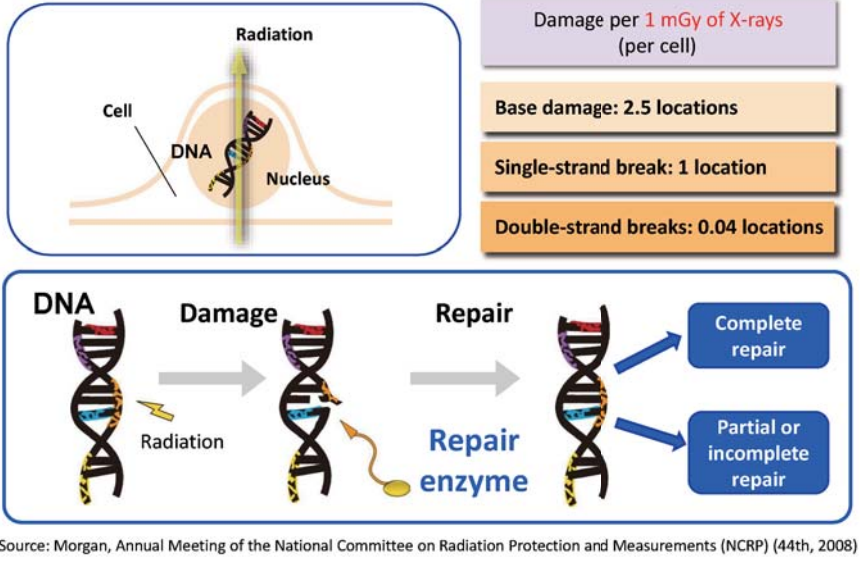 Radiation
Cell
DNA
Nucleus
Damage per 1 mGy of X-rays
(per cell)
Base damage: 2.5 locations
Single-strand break: 1 location
Double-strand breaks: 0.04 locations
DNA
Damage
Repair
Radiation
Repair
enzyme
Complete
repair
Partial or
incomplete
repair
Source: Morgan, Annual Meeting of the National Committee on Radiation Protection and Measurements (NCRP) (44th, 2008)